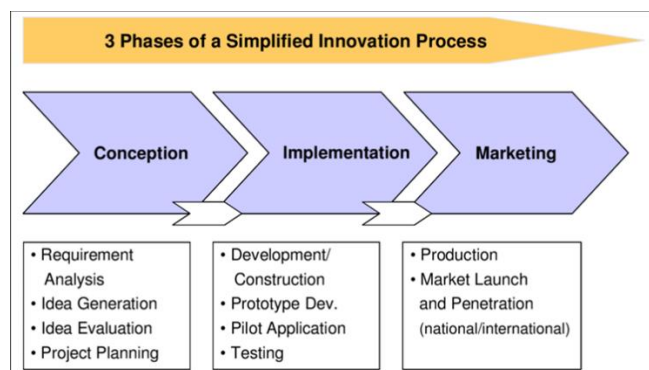 3 Phases of a Simplified Innovation Process
Conception
Implementation
Marketing
• Requirement
Analysis
• Idea Generation
• Idea Evaluation
• Project Planning
• Development/
Construction
• Prototype Dev.
• Pilot Application
• Testing
• Production
• Market Launch
and Penetration
(national/international)